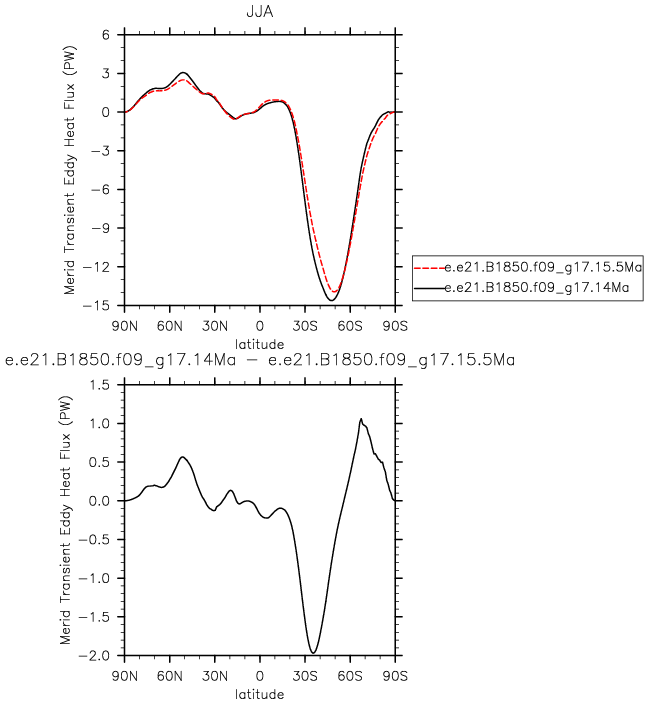 JJA
Merid Transient Eddy Heat Flux (PW)
6
3
0
−3
−6
−9
−12
−15
90N 60N 30N 0 30S 60S 90S
latitude
e.e21.B1850.f09_g17.15.5Ma
e.e21.B1850.f09_g17.14Ma
e.e21.B1850.f09_g17.14Ma − e.e21.B1850.f09_g17.15.5Ma
Merid Transient Eddy Heat Flux (PW)
1.5
1.0
0.5
0.0
−0.5
−1.0
−1.5
−2.0
90N 60N 30N 0 30S 60S 90S
latitude